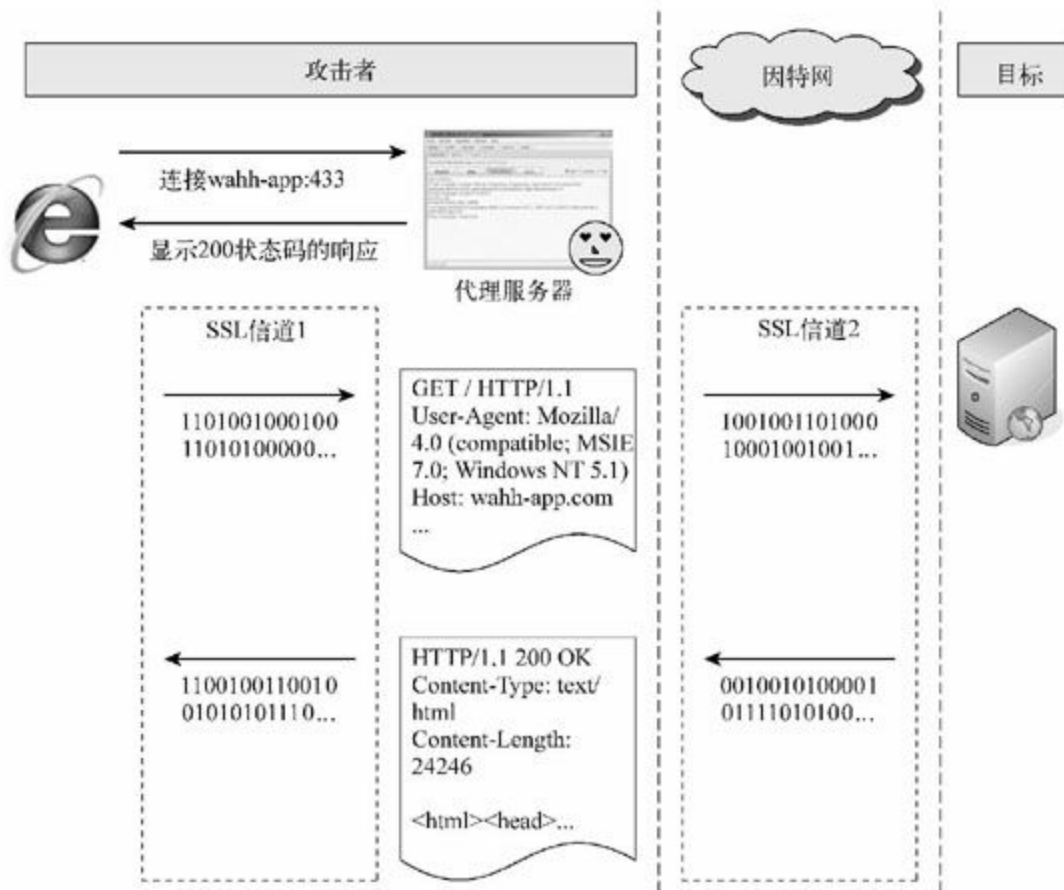 攻击者
因特网
目标
连接wahh-app:433
显示200状态码的响应
代理服务器
SSL信道1
SSL信道2
1101001000100
11010100000...
GET / HTTP/1.1
User-Agent: Mozilla/
4.0 (compatible; MSIE
7.0; Windows NT 5.1)
Host: wahh-app.com
...
1001001101000
10001001001...
1100100110010
01010101110...
HTTP/1.1 200 OK
Content-Type: text/
html
Content-Length:
24246
<html><head>...
0010010100001
01111010100...